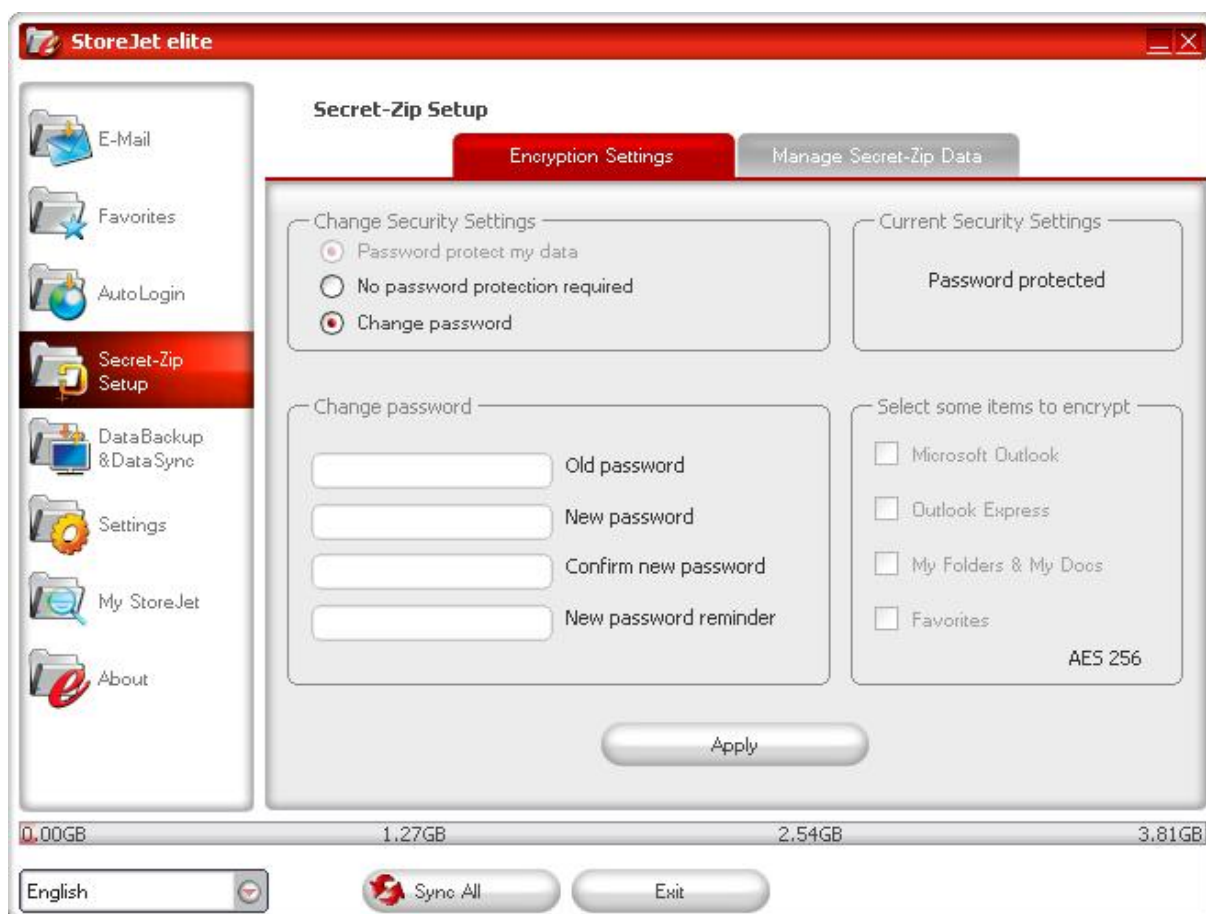 StoreJet elite
E-Mail
Favorites
AutoLogin
Secret-Zip
Setup
DataBackup
&DataSync
Settings
My StoreJet
About
Secret-Zip Setup
Encryption Settings
Manage Secret-Zip Data
Change Security Settings
Password protect my data
No password protection required
Change password
Current Security Settings
Password protected
Change password
Old password
New password
Confirm new password
New password reminder
Select some items to encrypt
Microsoft Outlook
Outlook Express
My Folders & My Docs
Favorites
AES 256
Apply
0.00GB
1.27GB
2.54GB
3.81GB
English
Sync All
Exit